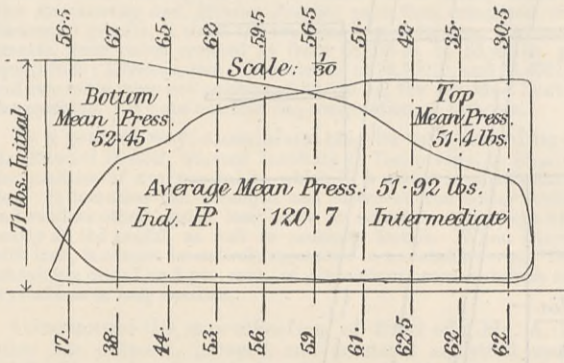 56·5 67· 65· 62 59·5 56·5 51· 42· 35· 30·5
Scale: 1/30
Bottom
Mean Press.
52·45
Top
Mean Press.
51·4 lbs.
71 lbs. Initial
Average Mean Press. 51·92 lbs.
Ind. HP. 120·7 Intermediate
17· 38· 44· 53· 56· 59 61· 62·5 62· 62·